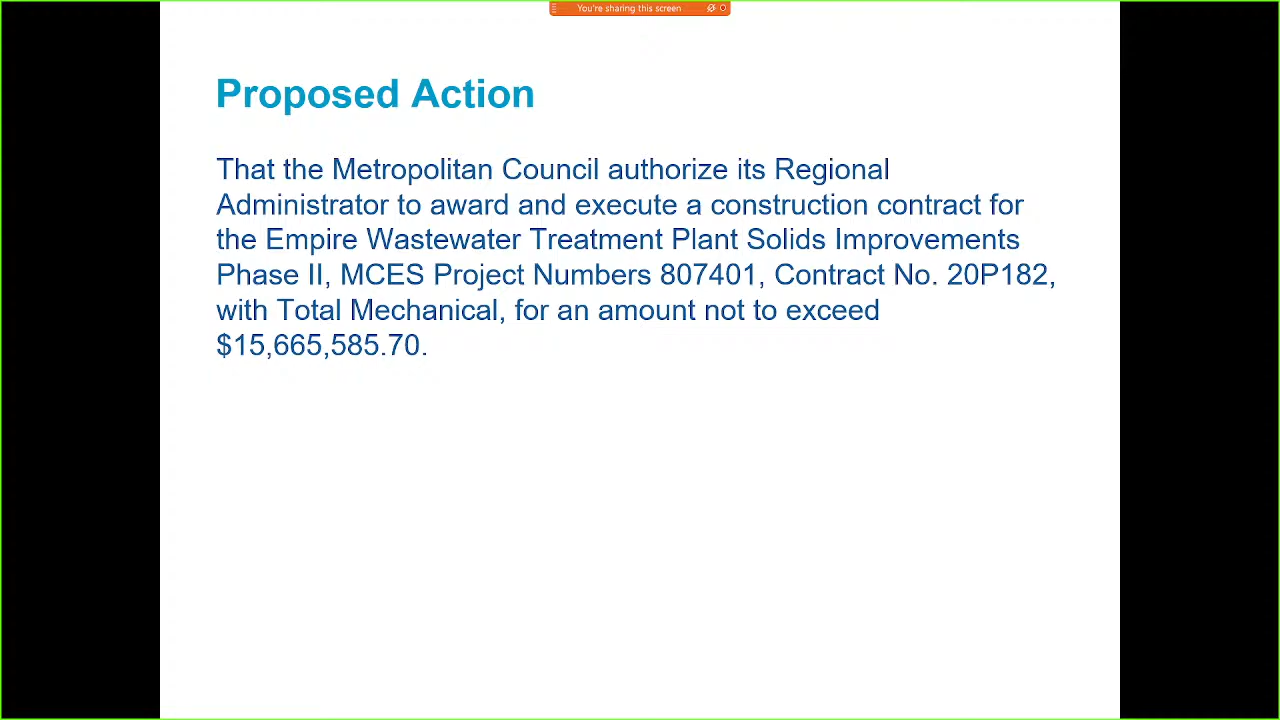 You're sharing this screen
Proposed Action
That the Metropolitan Council authorize its Regional
Administrator to award and execute a construction contract for
the Empire Wastewater Treatment Plant Solids Improvements
Phase II, MCES Project Numbers 807401, Contract No. 20P182,
with Total Mechanical, for an amount not to exceed
$15,665,585.70.